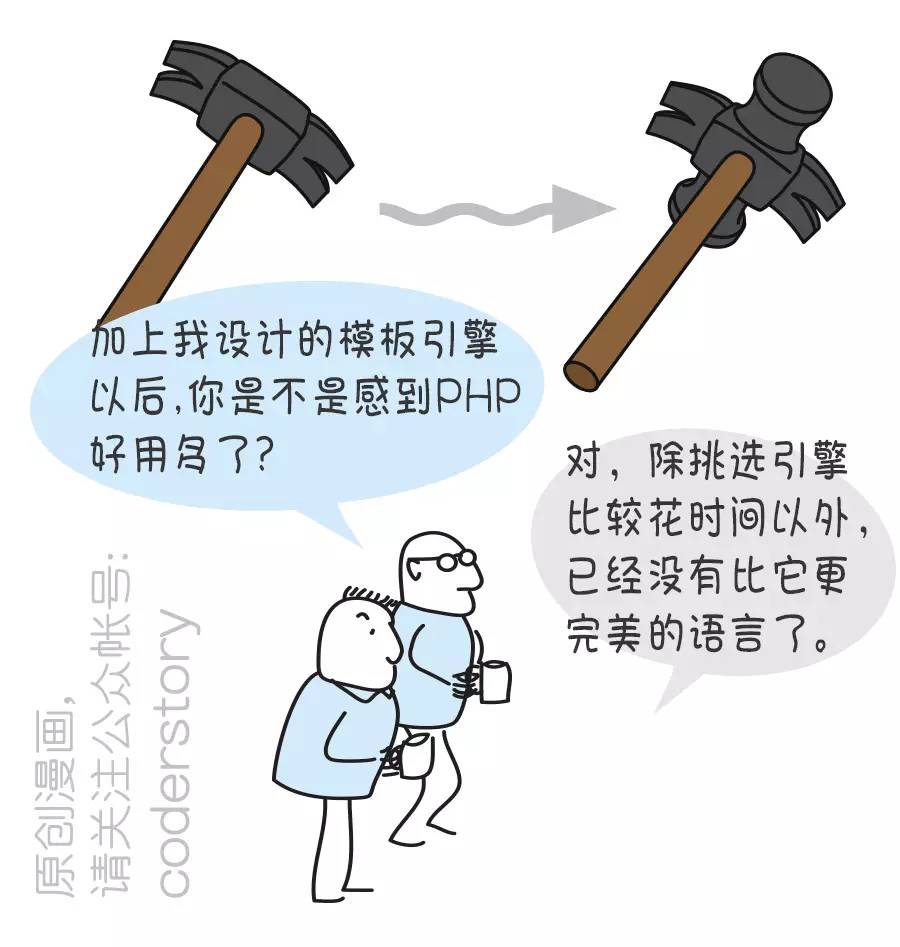 加上我设计的模板引擎
以后,你是不是感到PHP
好用多了?
对，除挑选引擎
比较花时间以外，
已经没有比它更
完美的语言了。
原创漫画,
请关注公众帐号:
coderstory